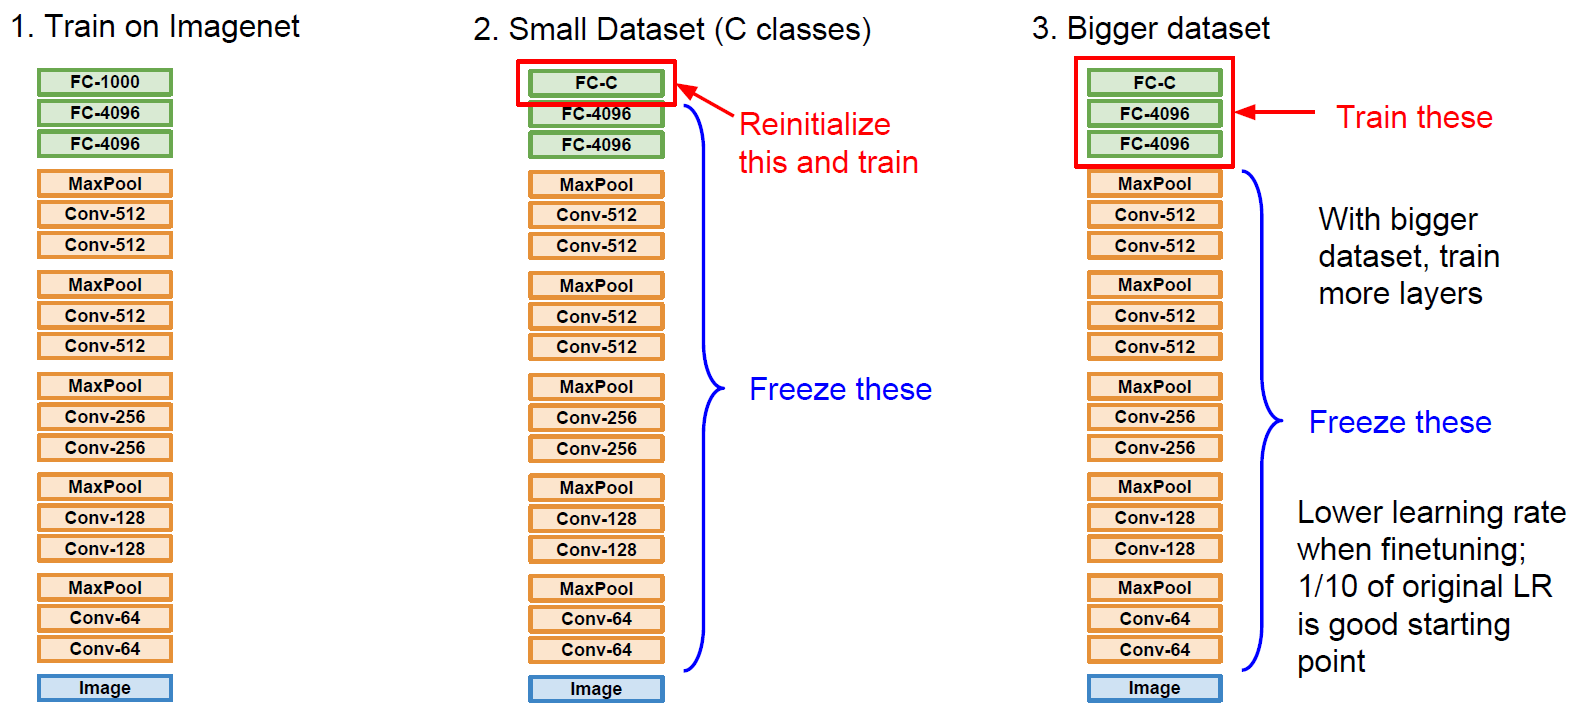 1. Train on Imagenet
FC-1000
FC-4096
FC-4096
MaxPool
Conv-512
Conv-512
MaxPool
Conv-512
Conv-512
MaxPool
Conv-256
Conv-256
MaxPool
Conv-128
Conv-128
MaxPool
Conv-64
Conv-64
Image
2. Small Dataset (C classes)
FC-C
FC-4096
FC-4096
MaxPool
Conv-512
Conv-512
MaxPool
Conv-512
Conv-512
MaxPool
Conv-256
Conv-256
MaxPool
Conv-128
Conv-128
MaxPool
Conv-64
Conv-64
Image
Reinitialize
this and train
Freeze these
3. Bigger dataset
FC-C
FC-4096
FC-4096
MaxPool
Conv-512
Conv-512
MaxPool
Conv-512
Conv-512
MaxPool
Conv-256
Conv-256
MaxPool
Conv-128
Conv-128
MaxPool
Conv-64
Conv-64
Image
Train these
With bigger
dataset, train
more layers
Freeze these
Lower learning rate
when finetuning;
1/10 of original LR
is good starting
point